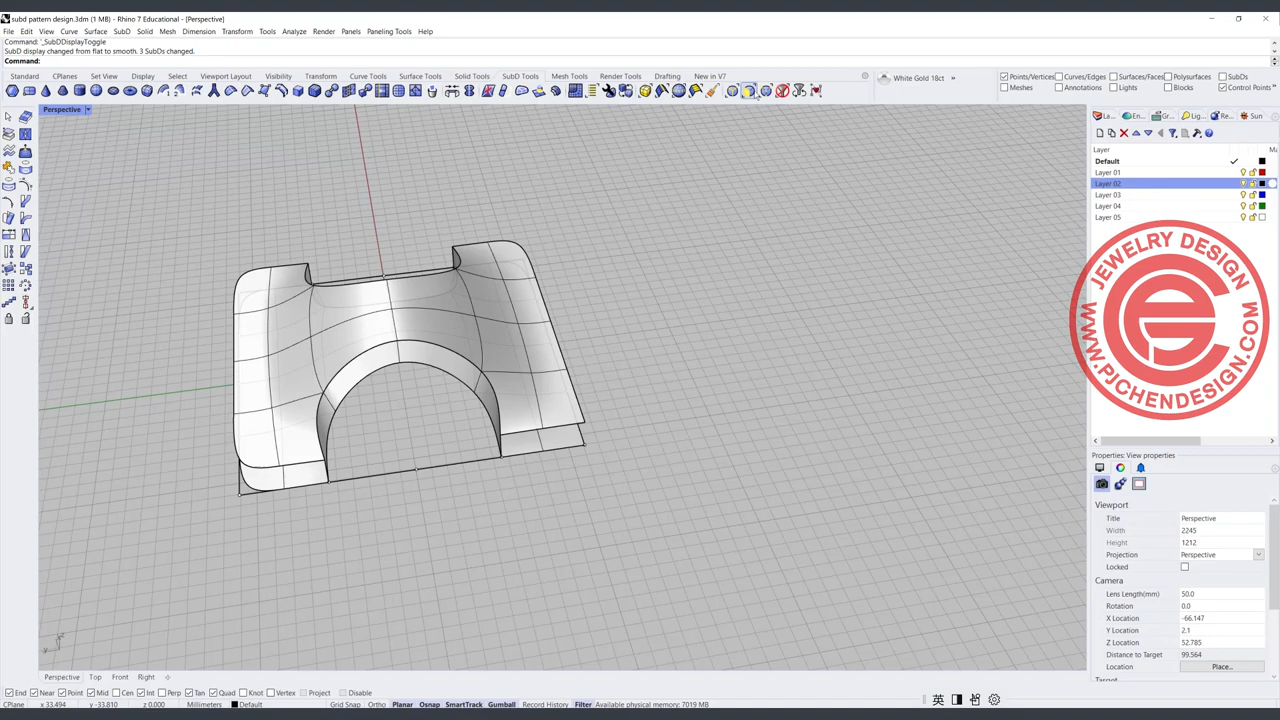 subd pattern design.3dm (1 MB) - Rhino 7 Educational - [Perspective]
File Edit View Curve Surface SubD Solid Mesh Dimension Transform Tools Analyze Render Panels Paneling Tools Help
Command: '_SubDDisplayToggle
SubD display changed from flat to smooth. 3 SubDs changed.
Command:
Standard CPlanes Set View Display Select Viewport Layout Visibility Transform Curve Tools Surface Tools Solid Tools SubD Tools Mesh Tools Render Tools Drafting New in V7
White Gold 18ct »
Points/Vertices Curves/Edges Surfaces/Faces Polysurfaces SubDs
Meshes Annotations Lights Blocks Control Points
Perspective
La... En... Gr... Lig... Re... Sun
Layer Ma
Default
Layer 01
Layer 02
Layer 03
Layer 04
Layer 05
JEWELRY DESIGN
WWW.PJCHENDESIGN.COM
Properties: View properties
Viewport
Title Perspective
Width 2245
Height 1212
Projection Perspective
Locked
Camera
Lens Length(mm) 50.0
Rotation 0.0
X Location -66.147
Y Location 2.1
Z Location 52.785
Distance to Target 99.564
Location Place...
Target
Perspective Top Front Right
End Near Point Mid Cen Int Perp Tan Quad Knot Vertex Project Disable
CPlane x 33.494 y -33.810 z 0.000 Millimeters Default Grid Snap Ortho Planar Osnap SmartTrack Gumball Record History Filter Available physical memory: 7019 MB
英